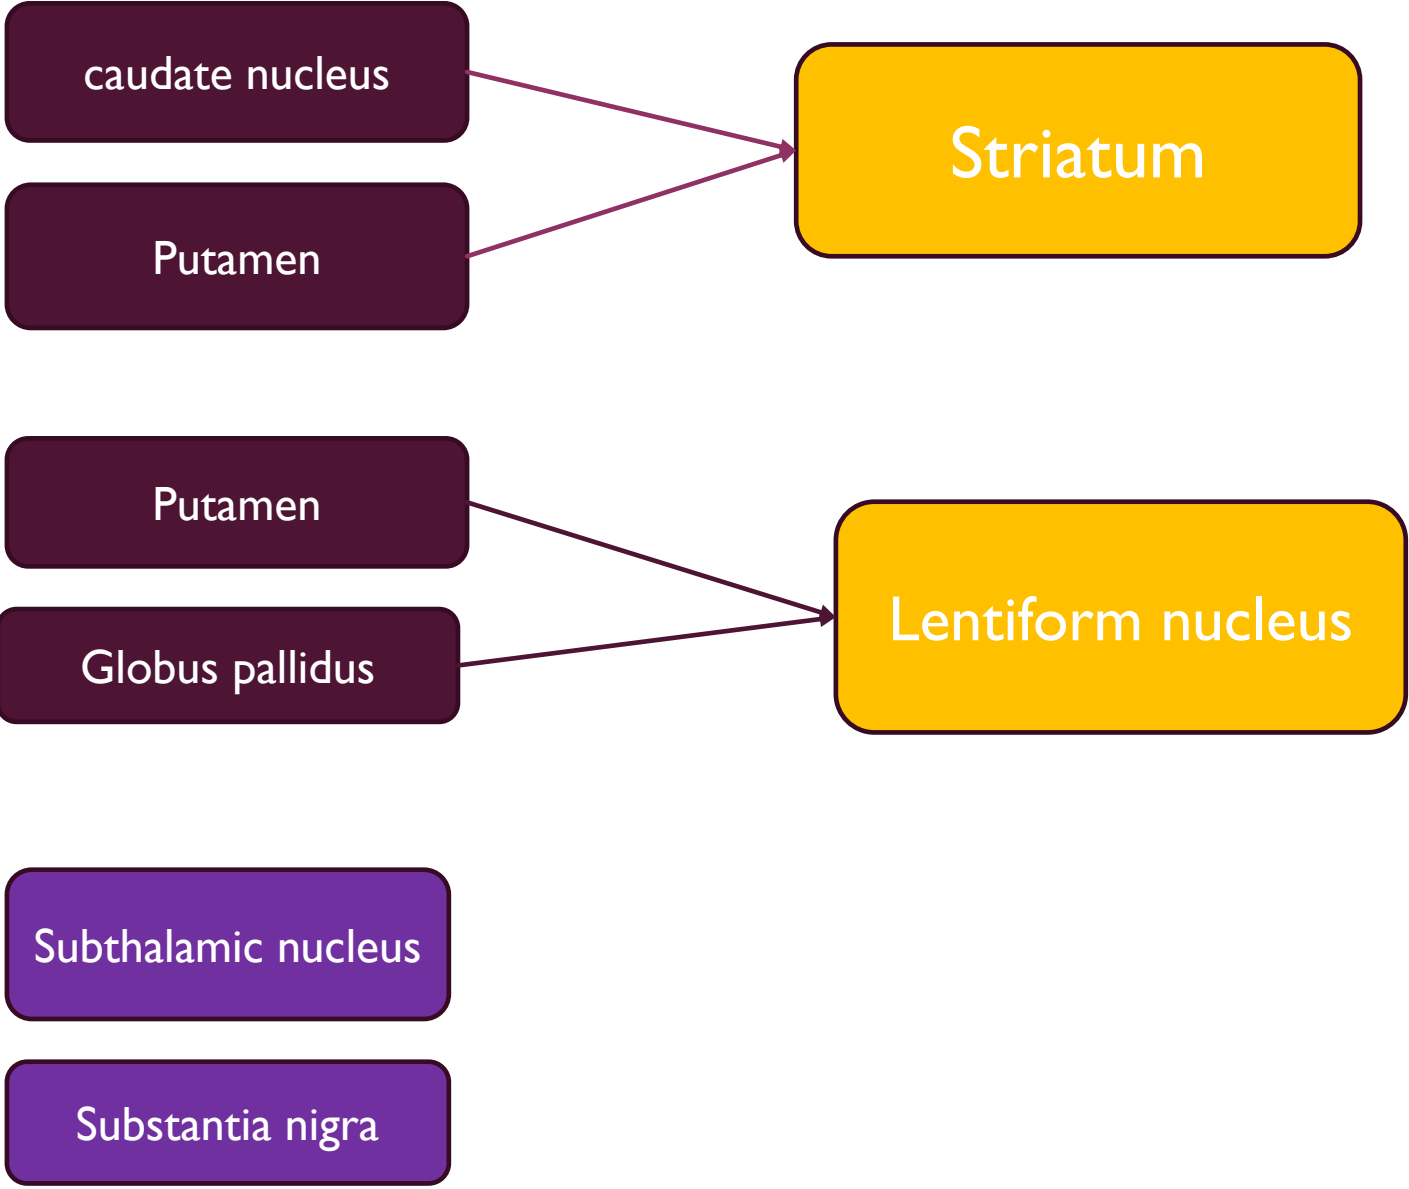 caudate nucleus
Striatum
Putamen
Putamen
Lentiform nucleus
Globus pallidus
Subthalamic nucleus
Substantia nigra